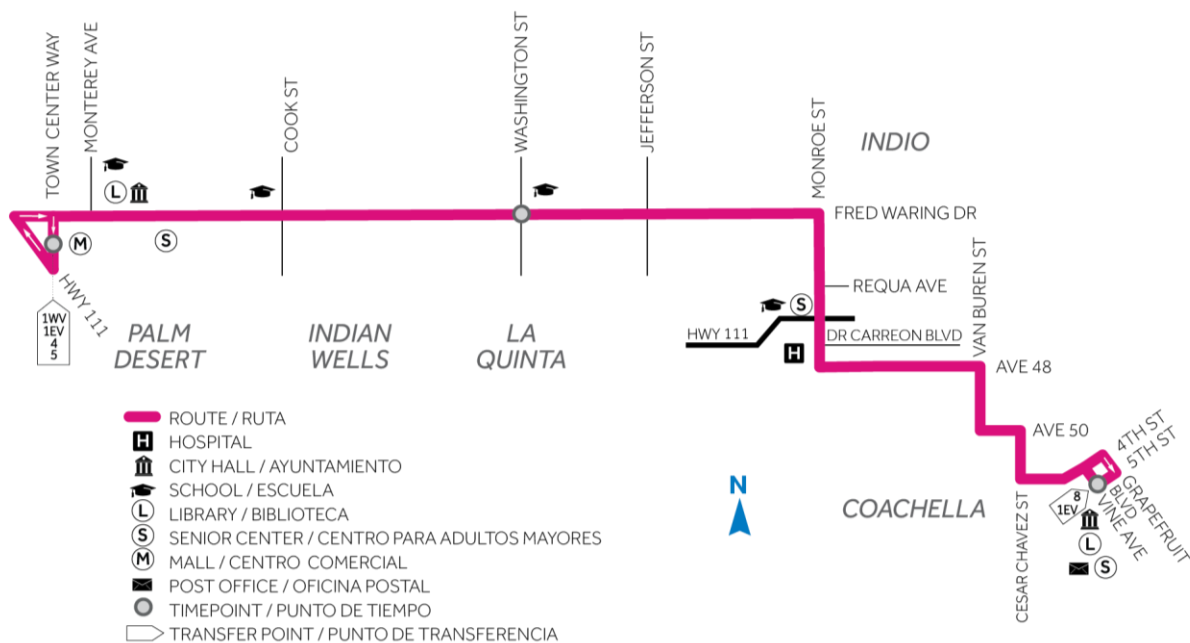 TOWN CENTER WAY
MONTEREY AVE
COOK ST
WASHINGTON ST
JEFFERSON ST
MONROE ST
INDIO
L
FRED WARING DR
M
S
HWY 111
VAN BUREN ST
REQUA AVE
S
1WV
1EV
4
5
PALM
DESERT
INDIAN
WELLS
LA
QUINTA
HWY 111
DR CARREON BLVD
H
AVE 48
ROUTE / RUTA
H HOSPITAL
CITY HALL / AYUNTAMIENTO
SCHOOL / ESCUELA
L LIBRARY / BIBLIOTECA
S SENIOR CENTER / CENTRO PARA ADULTOS MAYORES
M MALL / CENTRO COMERCIAL
POST OFFICE / OFICINA POSTAL
TIMEPOINT / PUNTO DE TIEMPO
TRANSFER POINT / PUNTO DE TRANSFERENCIA
N
AVE 50
4TH ST
5TH ST
GRAPEFRUIT
BLVD
VINE AVE
COACHELLA
CESAR CHAVEZ ST
8
1EV
L
S